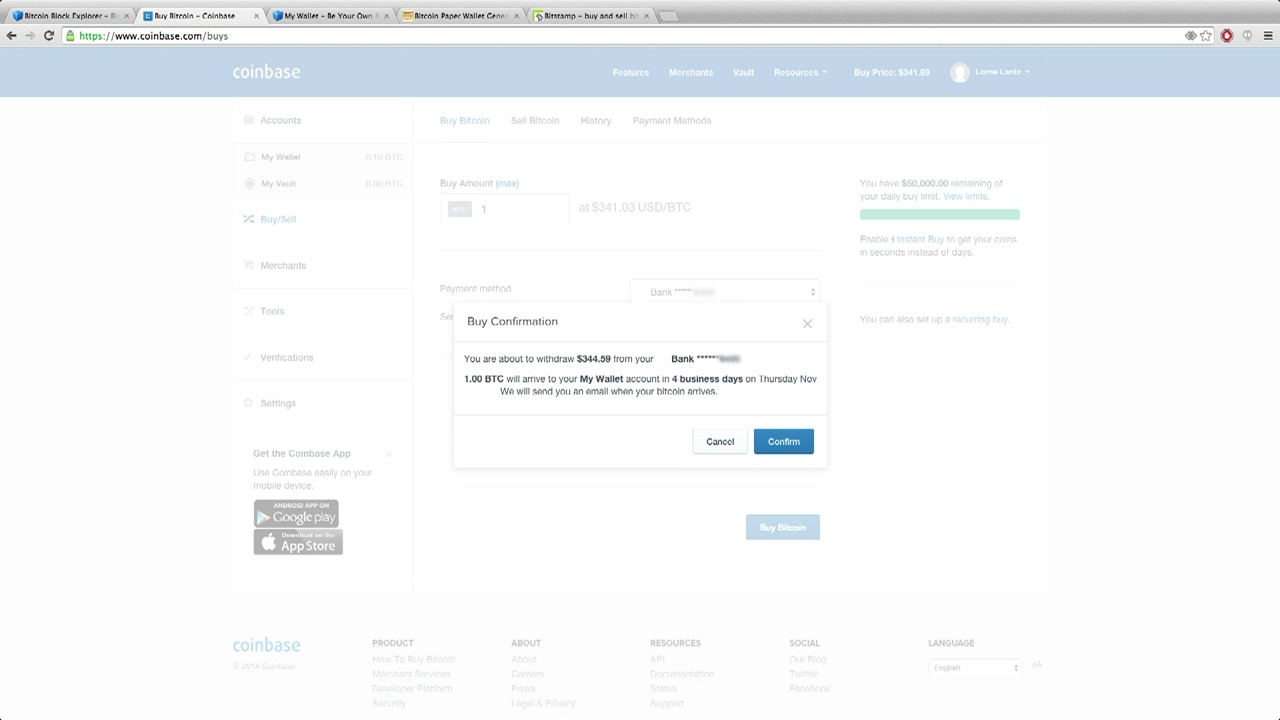 Bitcoin Block Explorer – B
Buy Bitcoin – Coinbase
My Wallet – Be Your Own
Bitcoin Paper Wallet Gene
Bitstamp – buy and sell bi
https://www.coinbase.com/buys
coinbase
Features
Merchants
Vault
Resources
Buy Price: $341.89
Lorne Lantz
Accounts
My Wallet 0.10 BTC
My Vault 0.00 BTC
Buy/Sell
Merchants
Tools
Verifications
Settings
Get the Coinbase App
Use Coinbase easily on your
mobile device.
ANDROID APP ON
Google play
Download on the
App Store
Buy Bitcoin
Sell Bitcoin
History
Payment Methods
Buy Amount (max)
BTC 1 at $341.03 USD/BTC
Payment method Bank *****
You have $50,000.00 remaining of
your daily buy limit. View limits.
Enable Instant Buy to get your coins
in seconds instead of days.
You can also set up a recurring buy.
Buy Confirmation
You are about to withdraw $344.59 from your Bank ******
1.00 BTC will arrive to your My Wallet account in 4 business days on Thursday Nov
We will send you an email when your bitcoin arrives.
Cancel
Confirm
Buy Bitcoin
coinbase
© 2014 Coinbase
PRODUCT
How To Buy Bitcoin
Merchant Services
Developer Platform
Security
ABOUT
About
Careers
Press
Legal & Privacy
RESOURCES
API
Documentation
Status
Support
SOCIAL
Our Blog
Twitter
Facebook
LANGUAGE
English